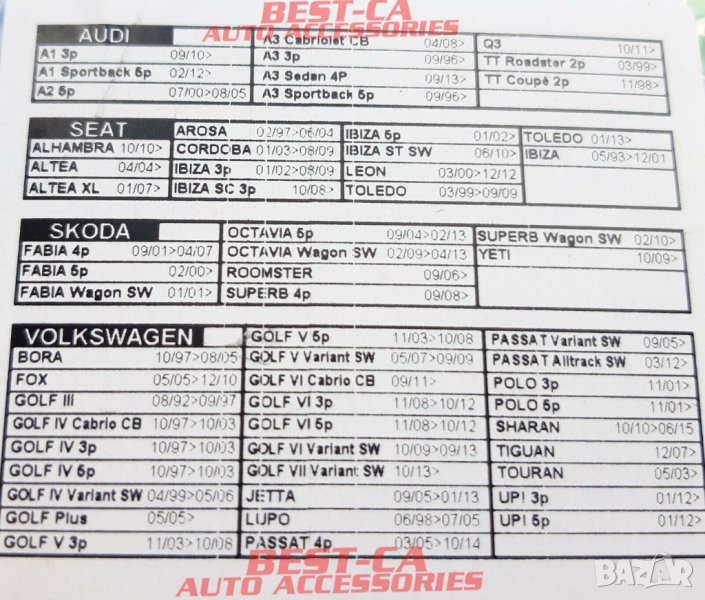 BEST-CA
AUTO ACCESSORIES
AUDI
A1 3p 09/10>
A1 Sportback 5p 02/12>
A2 5p 07/00>08/05
A3 Cabriolet CB 04/08>
A3 3p 09/96>
A3 Sedan 4P 09/13>
A3 Sportback 5p 09/96>
Q3 10/11>
TT Roadster 2p 03/99>
TT Coupè 2p 11/98>
SEAT
ALHAMBRA 10/10>
ALTEA 04/04>
ALTEA XL 01/07>
AROSA 02/97>06/04
CORDOBA 01/03>08/09
IBIZA 3p 01/02>08/09
IBIZA SC 3p 10/08>
IBIZA 5p 01/02>
IBIZA ST SW 06/10>
LEON 03/00>12/12
TOLEDO 03/99>09/09
TOLEDO 01/13>
IBIZA 05/93>12/01
SKODA
FABIA 4p 09/01>04/07
FABIA 5p 02/00>
FABIA Wagon SW 01/01>
OCTAVIA 5p 09/04>02/13
OCTAVIA Wagon SW 02/09>04/13
ROOMSTER 09/06>
SUPERB 4p 09/08>
SUPERB Wagon SW 02/10>
YETI 10/09>
VOLKSWAGEN
BORA 10/97>08/05
FOX 05/05>12/10
GOLF III 08/92>09/97
GOLF IV Cabrio CB 10/97>10/03
GOLF IV 3p 10/97>10/03
GOLF IV 5p 10/97>10/03
GOLF IV Variant SW 04/99>05/06
GOLF Plus 05/05>
GOLF V 3p 11/03>10/08
GOLF V 5p 11/03>10/08
GOLF V Variant SW 05/07>09/09
GOLF VI Cabrio CB 09/11>
GOLF VI 3p 11/08>10/12
GOLF VI 5p 11/08>10/12
GOLF VI Variant SW 10/09>09/13
GOLF VII Variant SW 10/13>
JETTA 09/05>01/13
LUPO 06/98>07/05
PASSAT 4p 03/05>10/14
PASSAT Variant SW 09/05>
PASSAT Alltrack SW 03/12>
POLO 3p 11/01>
POLO 5p 11/01>
SHARAN 10/10>06/15
TIGUAN 12/07>
TOURAN 05/03>
UP! 3p 01/12>
UP! 5p 01/12>
BEST-CA
AUTO ACCESSORIES
BAZAR